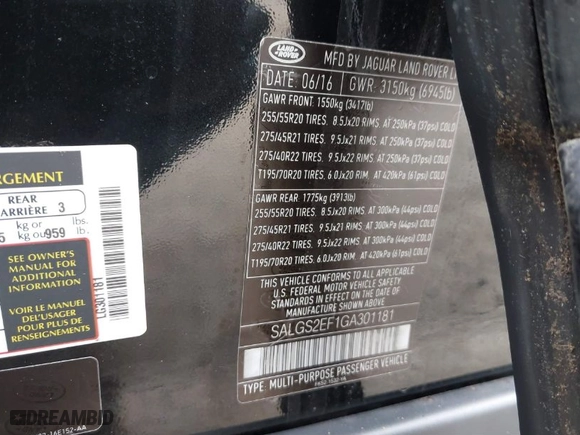 LAND ROVER
MFD BY JAGUAR LAND ROVER
DATE: 06/16 GWR: 3150kg (6945lb)
GAWR FRONT: 1550kg (3417lb)
255/55R20 TIRES. 8.5Jx20 RIMS. AT 250kPa (37psi) COLD
275/45R21 TIRES. 9.5Jx21 RIMS. AT 250kPa (37psi) COLD
275/40R22 TIRES. 9.5Jx22 RIMS. AT 250kPa (37psi) COLD
T195/70R20 TIRES. 6.0Jx20 RIM. AT 420kPa (61psi) COLD
GAWR REAR: 1775kg (3913lb)
255/55R20 TIRES. 8.5Jx20 RIMS. AT 300kPa (44psi) COLD
275/45R21 TIRES. 9.5Jx21 RIMS. AT 300kPa (44psi) COLD
275/40R22 TIRES. 9.5Jx22 RIMS. AT 300kPa (44psi) COLD
T195/70R20 TIRES. 6.0Jx20 RIM. AT 420kPa (61psi) COLD
THIS VEHICLE CONFORMS TO ALL APPLICABLE
U.S. FEDERAL MOTOR VEHICLE SAFETY AND
THEFT PREVENTION STANDARDS IN EFFECT ON
THE DATE OF MANUFACTURE SHOWN ABOVE.
SALGS2EF1GA301181
TYPE: MULTI-PURPOSE PASSENGER VEHICLE
RGEMENT
REAR
ARRIÈRE 3
kg or lbs.
kg ou 959 lb.
SEE OWNER'S
MANUAL FOR
ADDITIONAL
INFORMATION
VOIR LE MANUEL
DE L'USAGER
POUR PLUS DE
RENSEIGNEMENTS
LG301181
16E152-AA
DREAMBID